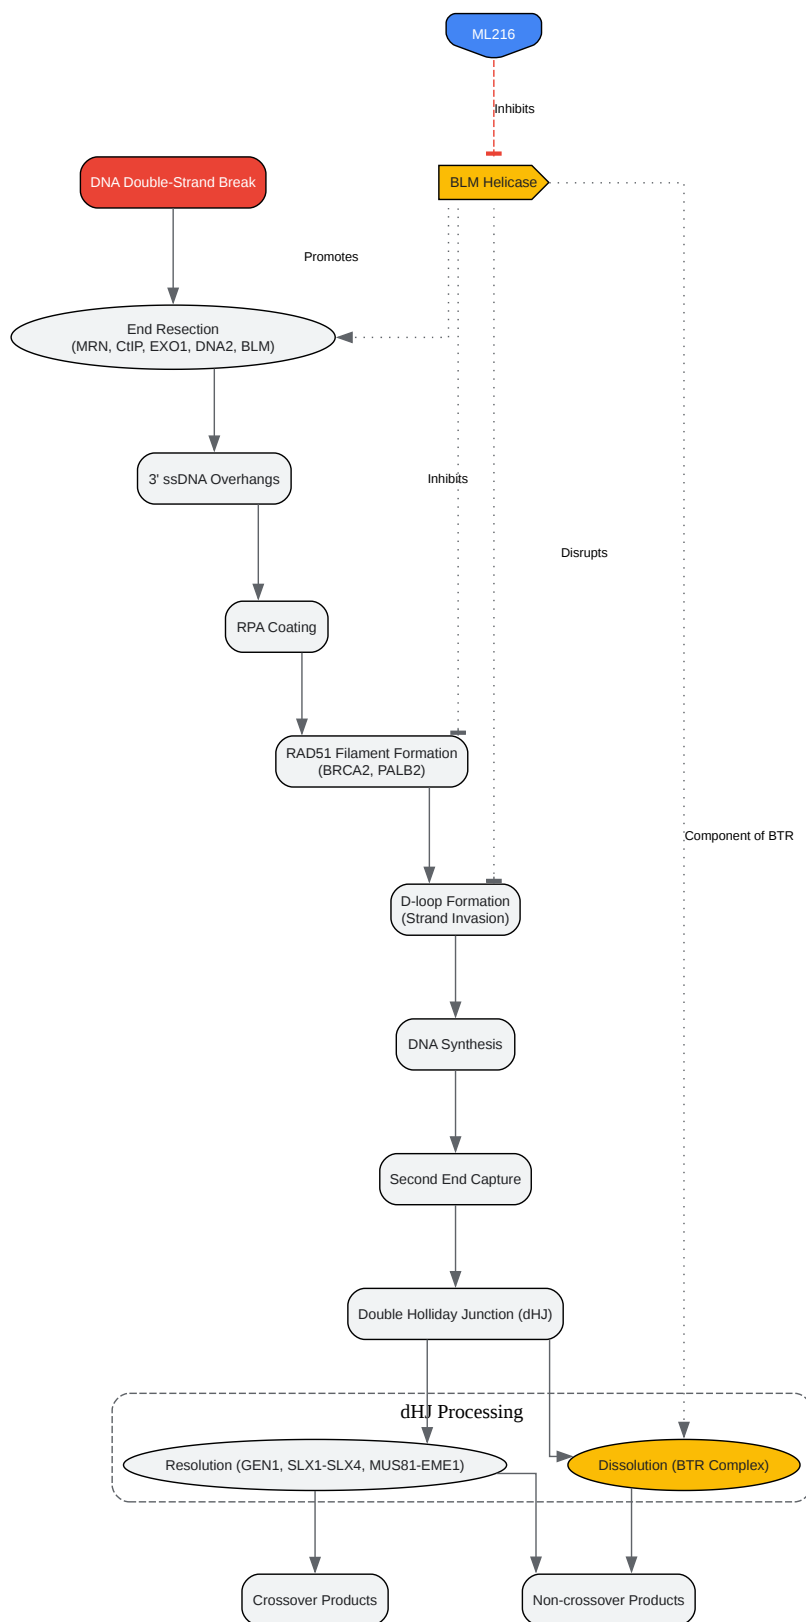 ML216
Inhibits
DNA Double-Strand Break
BLM Helicase
Promotes
End Resection
(MRN, CtIP, EXO1, DNA2, BLM)
3' ssDNA Overhangs
Inhibits
Disrupts
RPA Coating
RAD51 Filament Formation
(BRCA2, PALB2)
Component of BTR
D-loop Formation
(Strand Invasion)
DNA Synthesis
Second End Capture
Double Holliday Junction (dHJ)
dHJ Processing
Resolution (GEN1, SLX1-SLX4, MUS81-EME1)
Dissolution (BTR Complex)
Crossover Products
Non-crossover Products